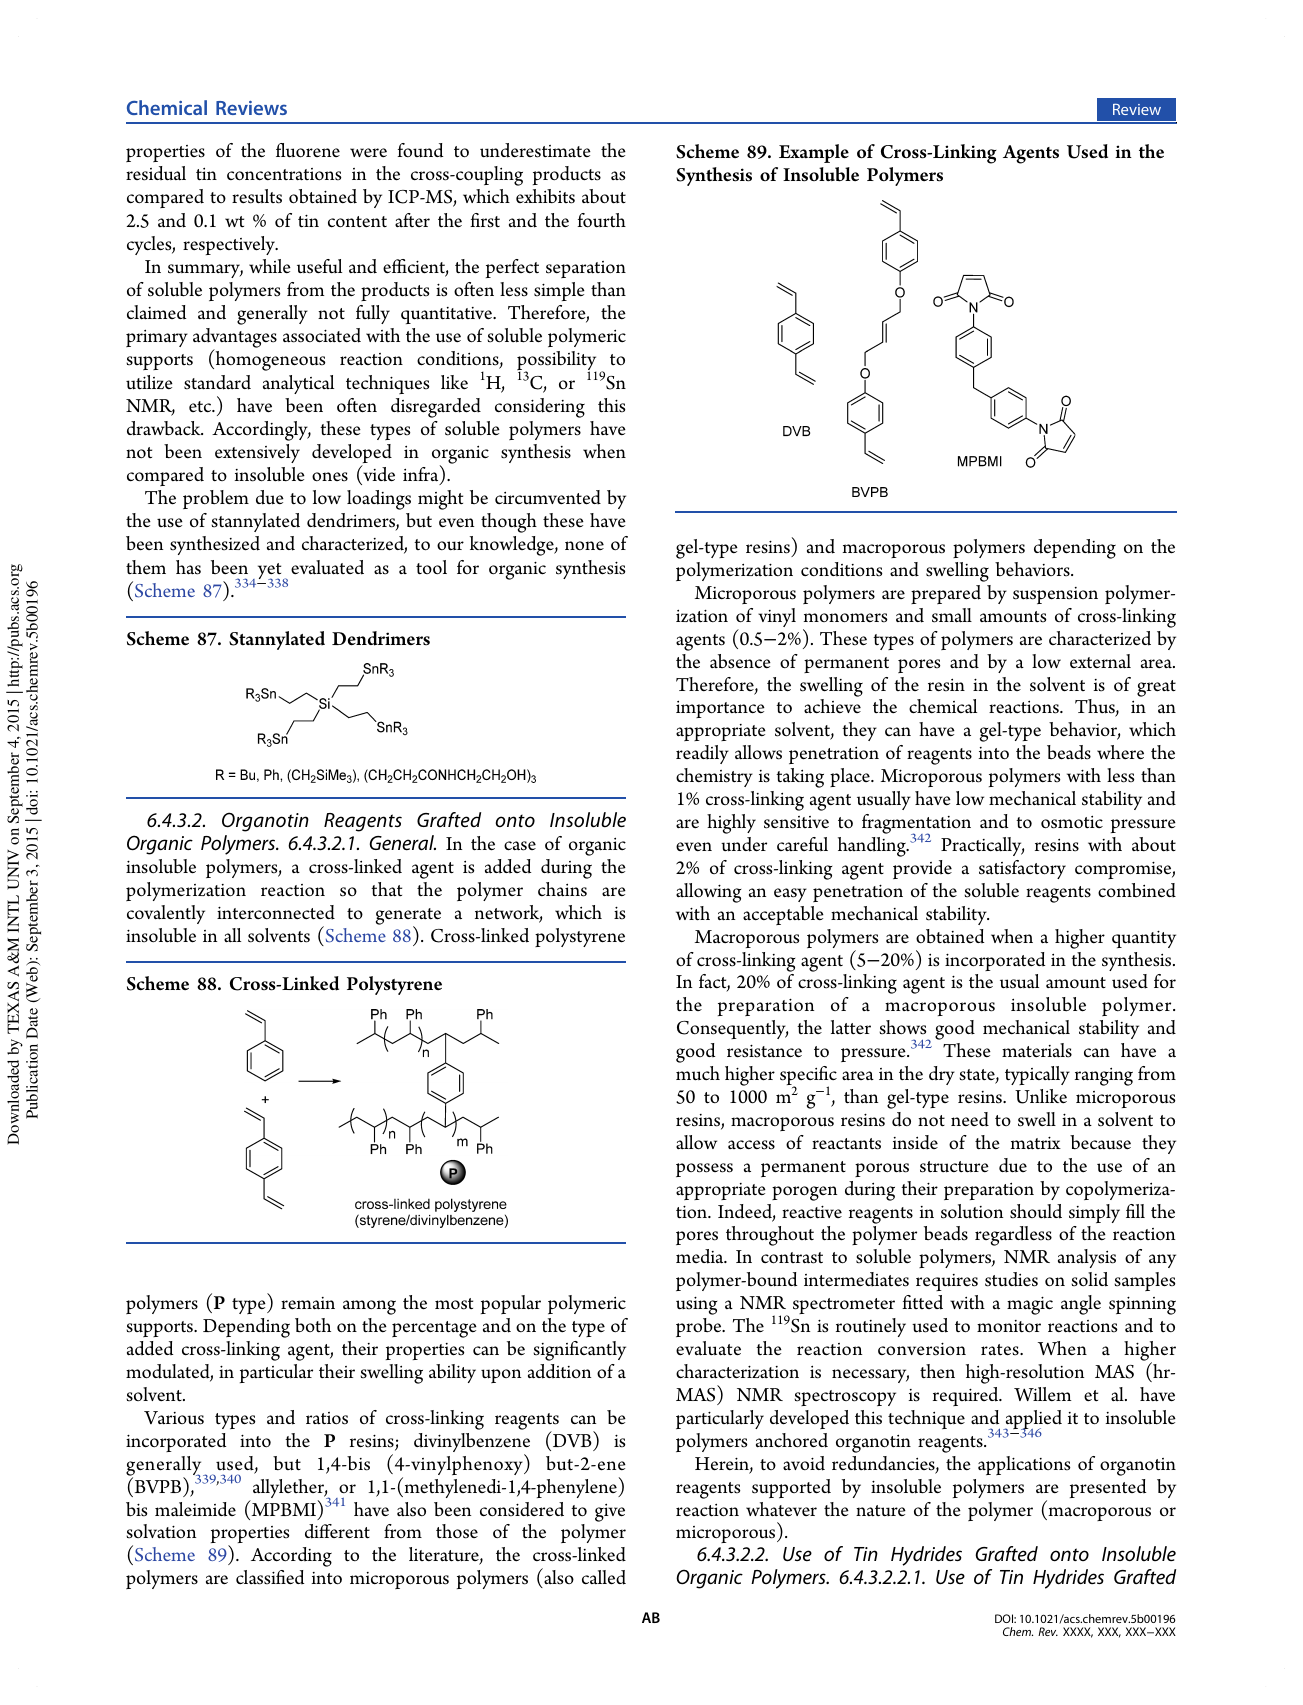 Chemical Reviews
Review
properties of the fluorene were found to underestimate the
residual tin concentrations in the cross-coupling products as
compared to results obtained by ICP-MS, which exhibits about
2.5 and 0.1 wt % of tin content after the first and the fourth
cycles, respectively.
In summary, while useful and efficient, the perfect separation
of soluble polymers from the products is often less simple than
claimed and generally not fully quantitative. Therefore, the
primary advantages associated with the use of soluble polymeric
supports (homogeneous reaction conditions, possibility to
utilize standard analytical techniques like ¹H, ¹³C, or ¹¹⁹Sn
NMR, etc.) have been often disregarded considering this
drawback. Accordingly, these types of soluble polymers have
not been extensively developed in organic synthesis when
compared to insoluble ones (vide infra).
The problem due to low loadings might be circumvented by
the use of stannylated dendrimers, but even though these have
been synthesized and characterized, to our knowledge, none of
them has been yet evaluated as a tool for organic synthesis
(Scheme 87).³³⁴⁻³³⁸
Scheme 87. Stannylated Dendrimers
SnR₃
R₃Sn
Si
SnR₃
R₃Sn
R = Bu, Ph, (CH₂SiMe₃), (CH₂CH₂CONHCH₂CH₂OH)₃
6.4.3.2. Organotin Reagents Grafted onto Insoluble
Organic Polymers. 6.4.3.2.1. General. In the case of organic
insoluble polymers, a cross-linked agent is added during the
polymerization reaction so that the polymer chains are
covalently interconnected to generate a network, which is
insoluble in all solvents (Scheme 88). Cross-linked polystyrene
Scheme 88. Cross-Linked Polystyrene
Ph Ph Ph
n
+
n
m
Ph Ph Ph
P
cross-linked polystyrene
(styrene/divinylbenzene)
polymers (P type) remain among the most popular polymeric
supports. Depending both on the percentage and on the type of
added cross-linking agent, their properties can be significantly
modulated, in particular their swelling ability upon addition of a
solvent.
Various types and ratios of cross-linking reagents can be
incorporated into the P resins; divinylbenzene (DVB) is
generally used, but 1,4-bis (4-vinylphenoxy) but-2-ene
(BVPB),³³⁹,³⁴⁰ allylether, or 1,1-(methylenedi-1,4-phenylene)
bis maleimide (MPBMI)³⁴¹ have also been considered to give
solvation properties different from those of the polymer
(Scheme 89). According to the literature, the cross-linked
polymers are classified into microporous polymers (also called
Scheme 89. Example of Cross-Linking Agents Used in the
Synthesis of Insoluble Polymers
O
O
O
N
O
O
O
N
O
DVB
MPBMI
BVPB
gel-type resins) and macroporous polymers depending on the
polymerization conditions and swelling behaviors.
Microporous polymers are prepared by suspension polymer-
ization of vinyl monomers and small amounts of cross-linking
agents (0.5−2%). These types of polymers are characterized by
the absence of permanent pores and by a low external area.
Therefore, the swelling of the resin in the solvent is of great
importance to achieve the chemical reactions. Thus, in an
appropriate solvent, they can have a gel-type behavior, which
readily allows penetration of reagents into the beads where the
chemistry is taking place. Microporous polymers with less than
1% cross-linking agent usually have low mechanical stability and
are highly sensitive to fragmentation and to osmotic pressure
even under careful handling.³⁴² Practically, resins with about
2% of cross-linking agent provide a satisfactory compromise,
allowing an easy penetration of the soluble reagents combined
with an acceptable mechanical stability.
Macroporous polymers are obtained when a higher quantity
of cross-linking agent (5−20%) is incorporated in the synthesis.
In fact, 20% of cross-linking agent is the usual amount used for
the preparation of a macroporous insoluble polymer.
Consequently, the latter shows good mechanical stability and
good resistance to pressure.³⁴² These materials can have a
much higher specific area in the dry state, typically ranging from
50 to 1000 m² g⁻¹, than gel-type resins. Unlike microporous
resins, macroporous resins do not need to swell in a solvent to
allow access of reactants inside of the matrix because they
possess a permanent porous structure due to the use of an
appropriate porogen during their preparation by copolymeriza-
tion. Indeed, reactive reagents in solution should simply fill the
pores throughout the polymer beads regardless of the reaction
media. In contrast to soluble polymers, NMR analysis of any
polymer-bound intermediates requires studies on solid samples
using a NMR spectrometer fitted with a magic angle spinning
probe. The ¹¹⁹Sn is routinely used to monitor reactions and to
evaluate the reaction conversion rates. When a higher
characterization is necessary, then high-resolution MAS (hr-
MAS) NMR spectroscopy is required. Willem et al. have
particularly developed this technique and applied it to insoluble
polymers anchored organotin reagents.³⁴³⁻³⁴⁶
Herein, to avoid redundancies, the applications of organotin
reagents supported by insoluble polymers are presented by
reaction whatever the nature of the polymer (macroporous or
microporous).
6.4.3.2.2. Use of Tin Hydrides Grafted onto Insoluble
Organic Polymers. 6.4.3.2.2.1. Use of Tin Hydrides Grafted
AB
DOI: 10.1021/acs.chemrev.5b00196
Chem. Rev. XXXX, XXX, XXX−XXX
Downloaded by TEXAS A&M INTL UNIV on September 4, 2015 | http://pubs.acs.org
Publication Date (Web): September 3, 2015 | doi: 10.1021/acs.chemrev.5b00196